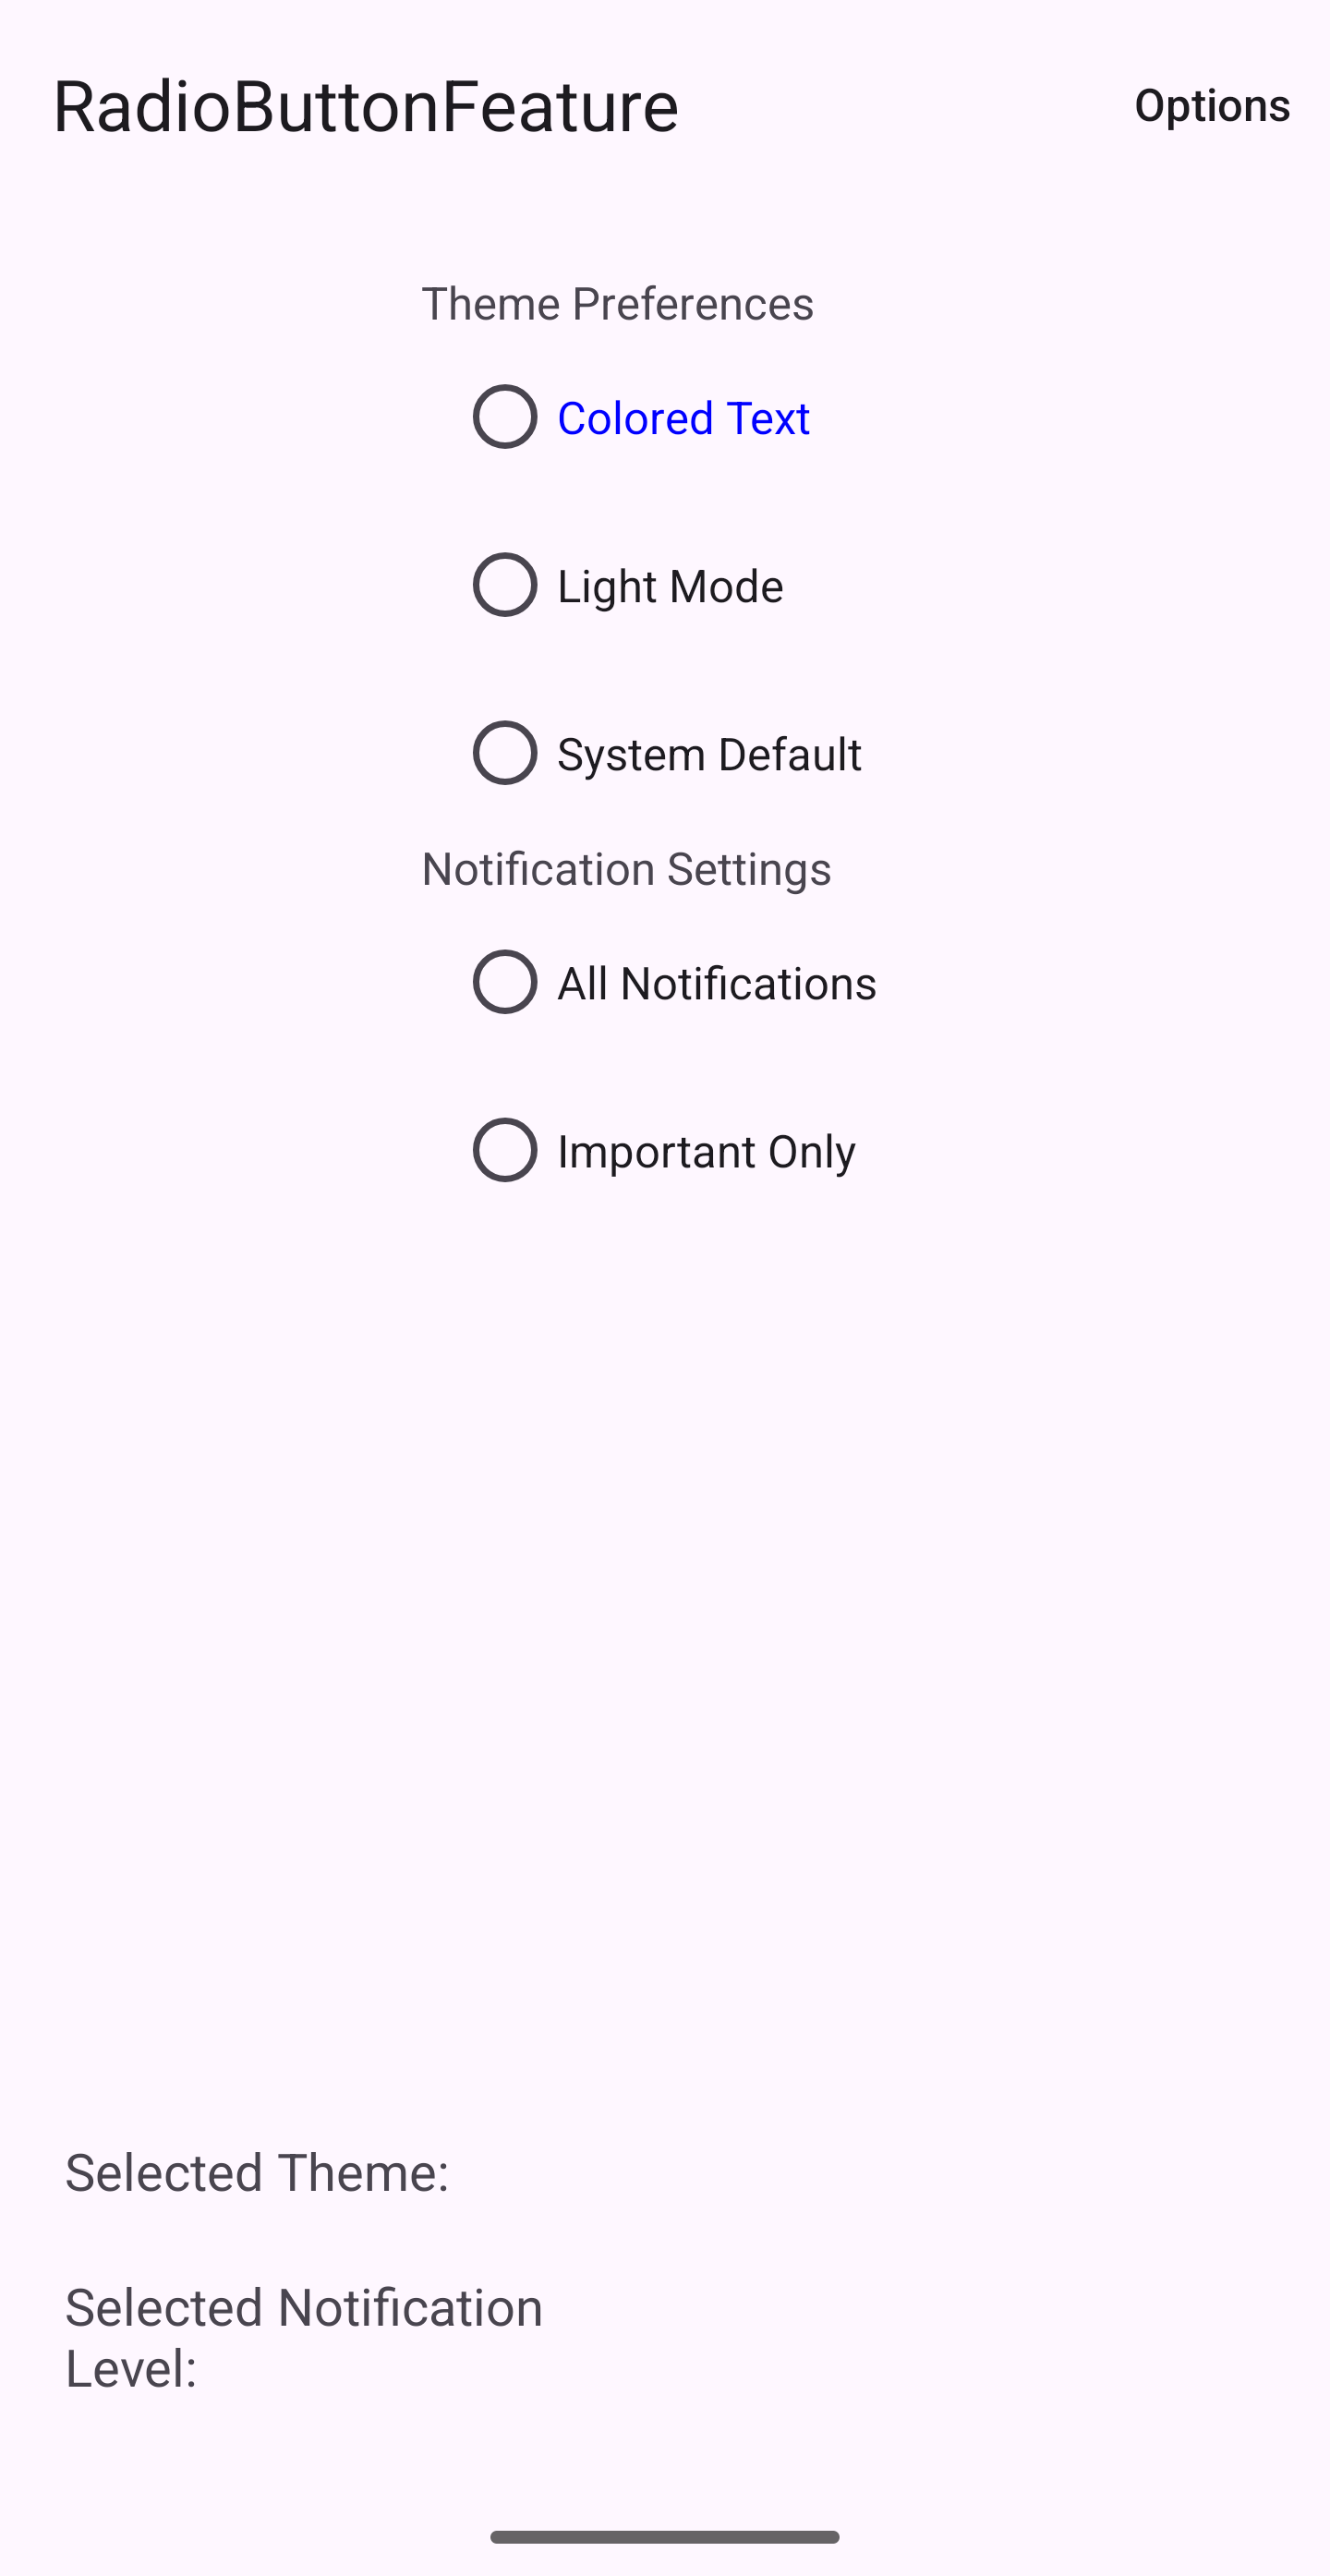 RadioButtonFeature
Options
Theme Preferences
Colored Text
Light Mode
System Default
Notification Settings
All Notifications
Important Only
Selected Theme:
Selected Notification
Level: